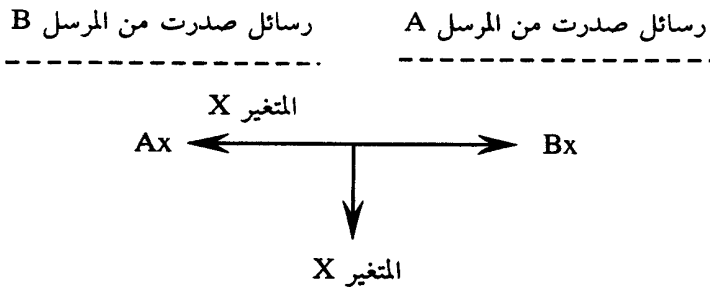 رسائل صدرت من المرسل A
رسائل صدرت من المرسل B
المتغير X
Bx
Ax
المتغير X